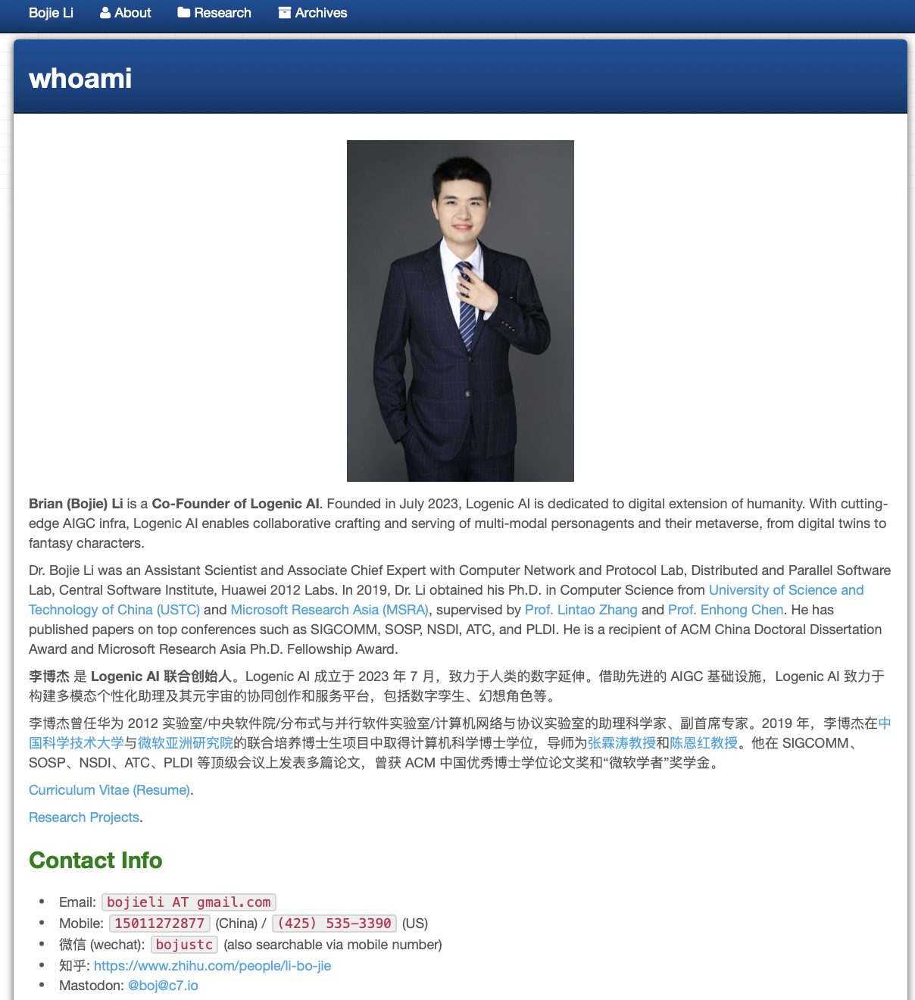 Bojie Li About Research Archives
whoami
Brian (Bojie) Li is a Co-Founder of Logenic AI. Founded in July 2023, Logenic AI is dedicated to digital extension of humanity. With cutting-
edge AIGC infra, Logenic AI enables collaborative crafting and serving of multi-modal personagents and their metaverse, from digital twins to
fantasy characters.
Dr. Bojie Li was an Assistant Scientist and Associate Chief Expert with Computer Network and Protocol Lab, Distributed and Parallel Software
Lab, Central Software Institute, Huawei 2012 Labs. In 2019, Dr. Li obtained his Ph.D. in Computer Science from University of Science and
Technology of China (USTC) and Microsoft Research Asia (MSRA), supervised by Prof. Lintao Zhang and Prof. Enhong Chen. He has
published papers on top conferences such as SIGCOMM, SOSP, NSDI, ATC, and PLDI. He is a recipient of ACM China Doctoral Dissertation
Award and Microsoft Research Asia Ph.D. Fellowship Award.
李博杰 是 Logenic AI 联合创始人。Logenic AI 成立于 2023 年 7 月，致力于人类的数字延伸。借助先进的 AIGC 基础设施，Logenic AI 致力于
构建多模态个性化助理及其元宇宙的协同创作和服务平台，包括数字孪生、幻想角色等。
李博杰曾任华为 2012 实验室/中央软件院/分布式与并行软件实验室/计算机网络与协议实验室的助理科学家、副首席专家。2019 年，李博杰在中
国科学技术大学与微软亚洲研究院的联合培养博士生项目中取得计算机科学博士学位，导师为张霖涛教授和陈恩红教授。他在 SIGCOMM、
SOSP、NSDI、ATC、PLDI 等顶级会议上发表多篇论文，曾获 ACM 中国优秀博士学位论文奖和“微软学者”奖学金。
Curriculum Vitae (Resume).
Research Projects.
Contact Info
• Email: bojieli AT gmail.com
• Mobile: 15011272877 (China) / (425) 535-3390 (US)
• 微信 (wechat): bojustc (also searchable via mobile number)
• 知乎: https://www.zhihu.com/people/li-bo-jie
• Mastodon: @boj@c7.io